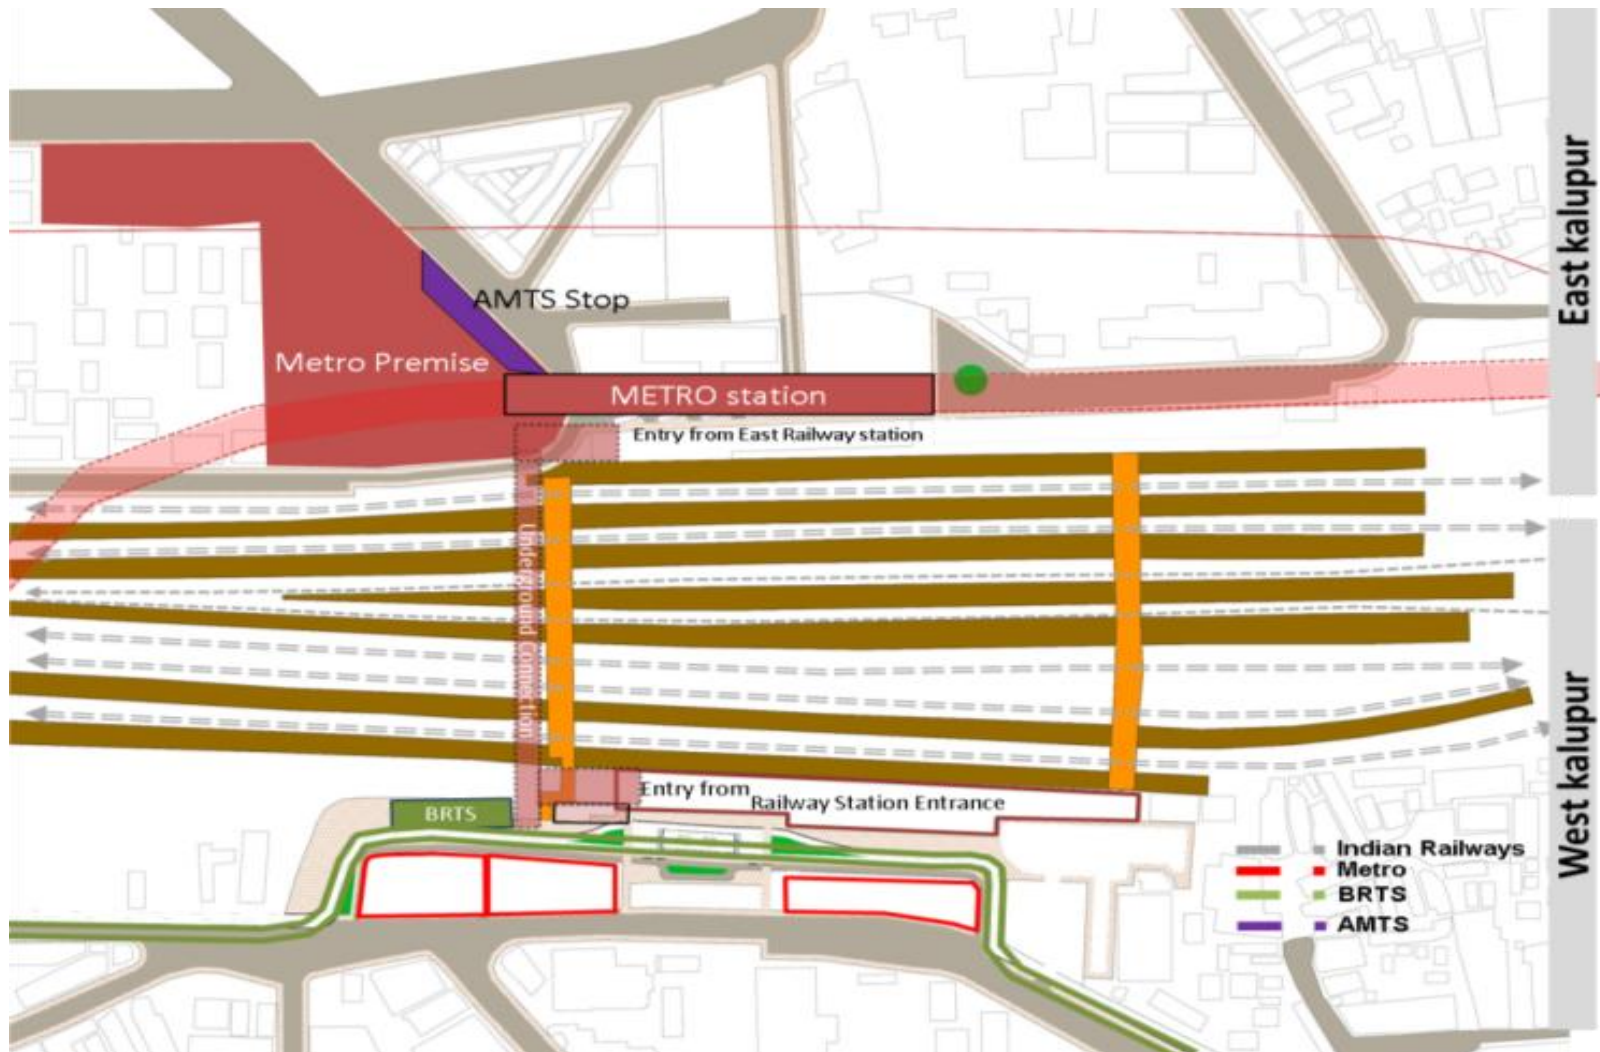 East kalupur
AMTS Stop
Metro Premise
METRO station
Entry from East Railway station
Underground Connection
West kalupur
Entry from
Railway Station Entrance
BRTS
Indian Railways
Metro
BRTS
AMTS